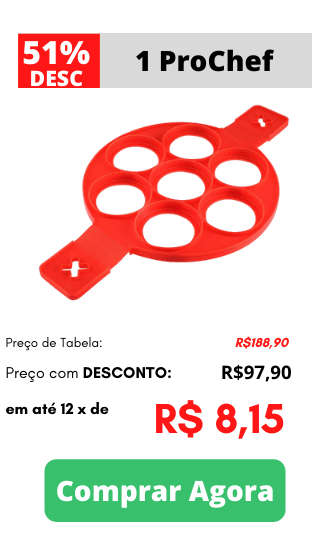 51%
DESC
1 ProChef
Preço de Tabela: R$188,90
Preço com DESCONTO: R$97,90
em até 12 x de R$ 8,15
Comprar Agora